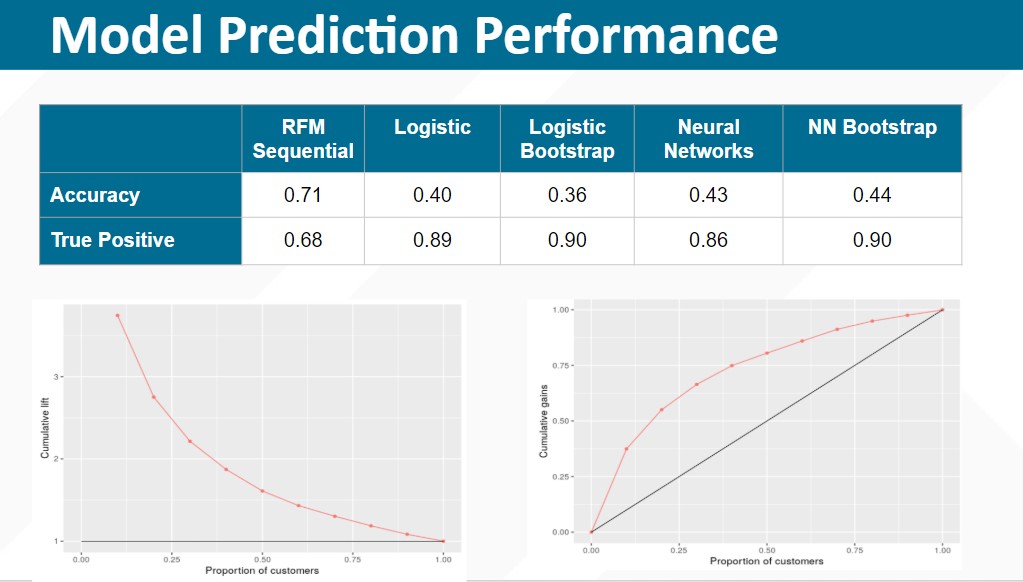 Model Prediction Performance
RFM Sequential Logistic Logistic Bootstrap Neural Networks NN Bootstrap
Accuracy 0.71 0.40 0.36 0.43 0.44
True Positive 0.68 0.89 0.90 0.86 0.90
Cumulative lift
3
2
1
0.00 0.25 0.50 0.75 1.00
Proportion of customers
Cumulative gains
1.00
0.75
0.50
0.25
0.00
0.00 0.25 0.50 0.75 1.00
Proportion of customers